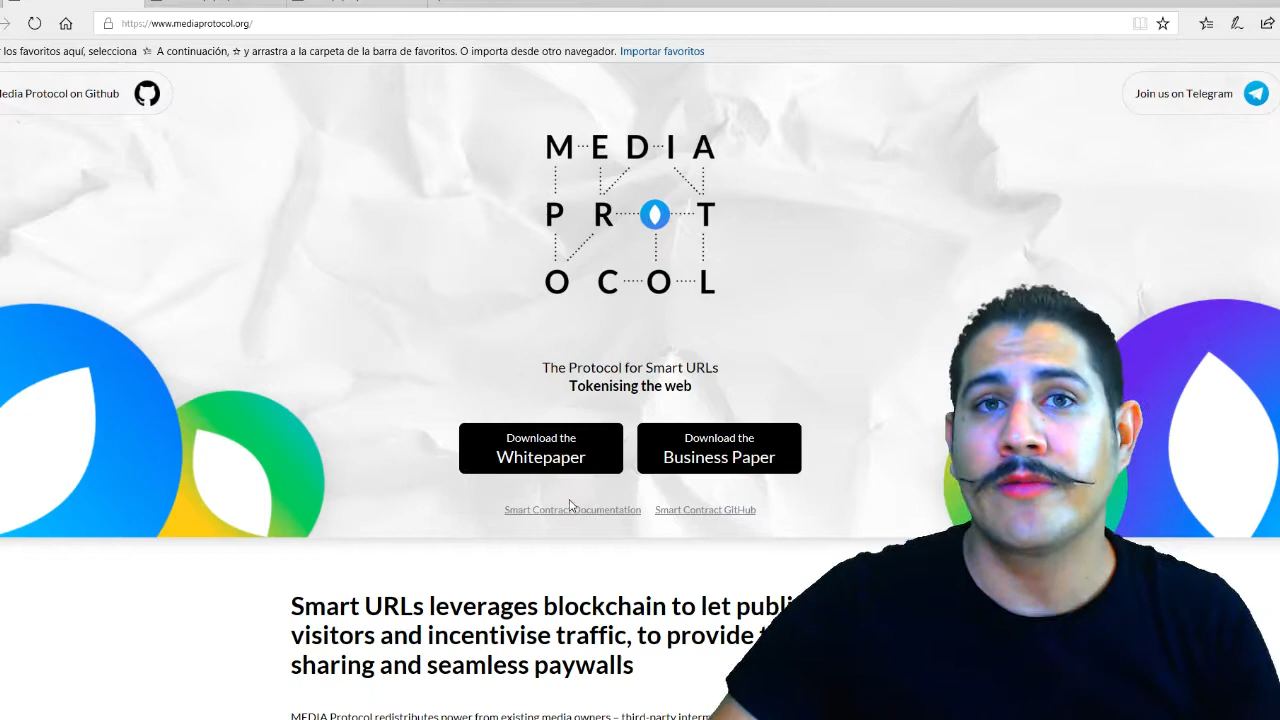 https://www.mediaprotocol.org/
los favoritos aquí, selecciona A continuación, y arrastra a la carpeta de la barra de favoritos. O importa desde otro navegador. Importar favoritos
Media Protocol on Github
Join us on Telegram
MEDIA
PROT
OCOL
The Protocol for Smart URLs
Tokenising the web
Download the
Whitepaper
Download the
Business Paper
Smart Contract Documentation Smart Contract GitHub
Smart URLs leverages blockchain to let publi
visitors and incentivise traffic, to provide
sharing and seamless paywalls
MEDIA Protocol redistributes power from existing media owners – third-party